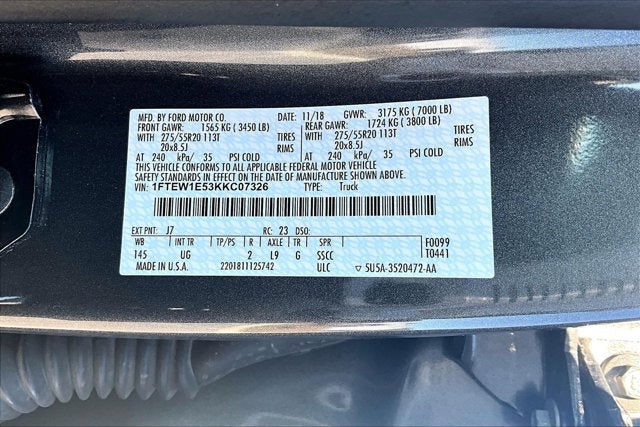 MFD. BY FORD MOTOR CO. DATE: 11/18 GVWR: 3175 KG ( 7000 LB)
FRONT GAWR: 1565 KG ( 3450 LB) REAR GAWR: 1724 KG ( 3800 LB)
WITH 275/55R20 113T TIRES WITH 275/55R20 113T TIRES
20x8.5J RIMS 20x8.5J RIMS
AT 240 kPa/ 35 PSI COLD AT 240 kPa/ 35 PSI COLD
THIS VEHICLE CONFORMS TO ALL APPLICABLE FEDERAL MOTOR VEHICLE
SAFETY STANDARDS IN EFFECT ON THE DATE OF MANUFACTURE SHOWN ABOVE.
VIN: 1FTEW1E53KKC07326 TYPE: Truck
EXT PNT: J7 RC: 23 DSO:
WB INT TR TP/PS R AXLE TR SPR F0099
145 UG 2 L9 G SSCC T0441
MADE IN U.S.A. 2201811125742 ULC 5U5A-3520472-AA